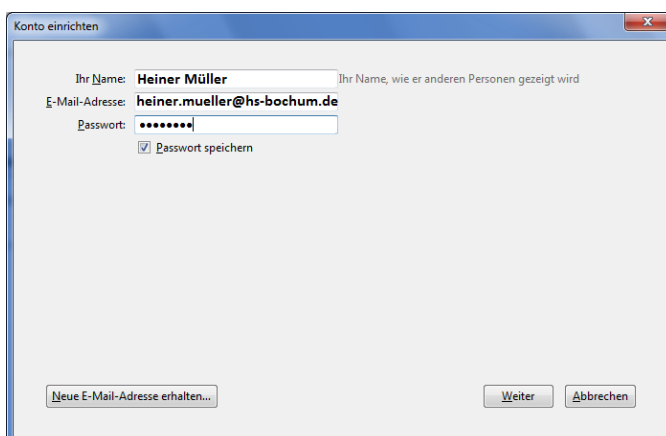 Konto einrichten
Ihr Name: Heiner Müller Ihr Name, wie er anderen Personen gezeigt wird
E-Mail-Adresse: heiner.mueller@hs-bochum.de
Passwort: ••••••••
Passwort speichern
Neue E-Mail-Adresse erhalten... Weiter Abbrechen